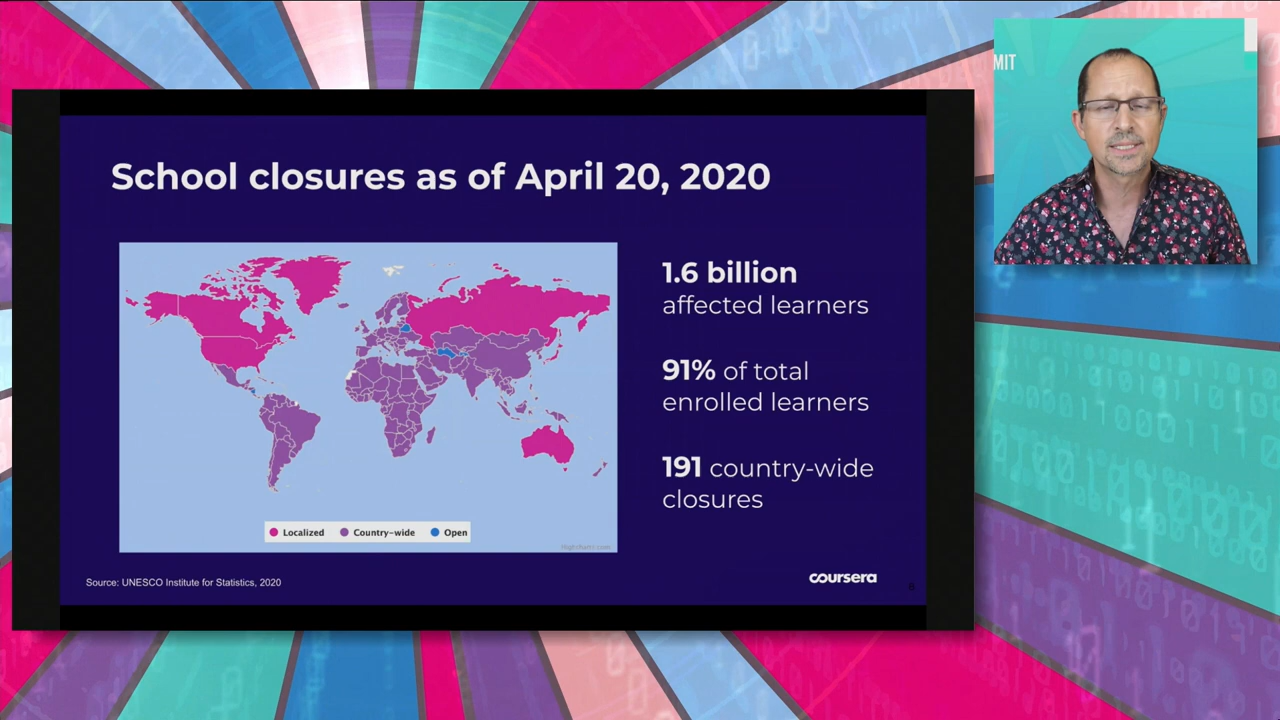 MIT
School closures as of April 20, 2020
1.6 billion
affected learners
91% of total
enrolled learners
191 country-wide
closures
Localized
Country-wide
Open
Source: UNESCO Institute for Statistics, 2020
coursera